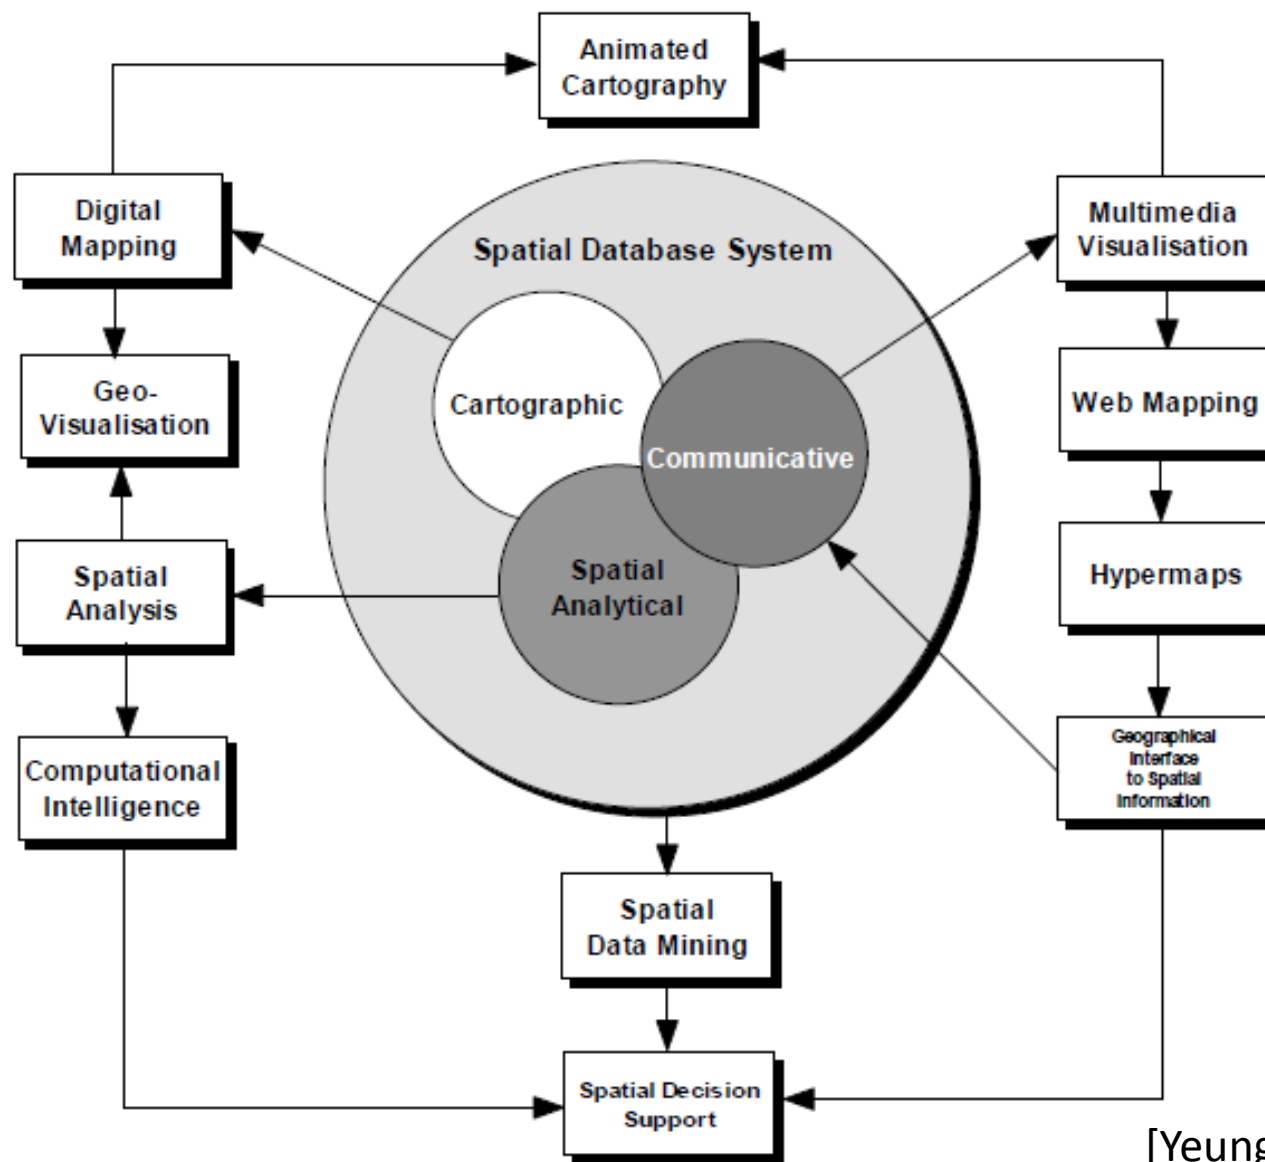 Animated
Cartography
Digital
Mapping
Multimedia
Visualisation
Spatial Database System
Geo-
Visualisation
Cartographic
Web Mapping
Communicative
Spatial
Analysis
Spatial
Analytical
Hypermaps
Computational
Intelligence
Geographical
Interface
to Spatial
Information
Spatial
Data Mining
Spatial Decision
Support
[Yeung